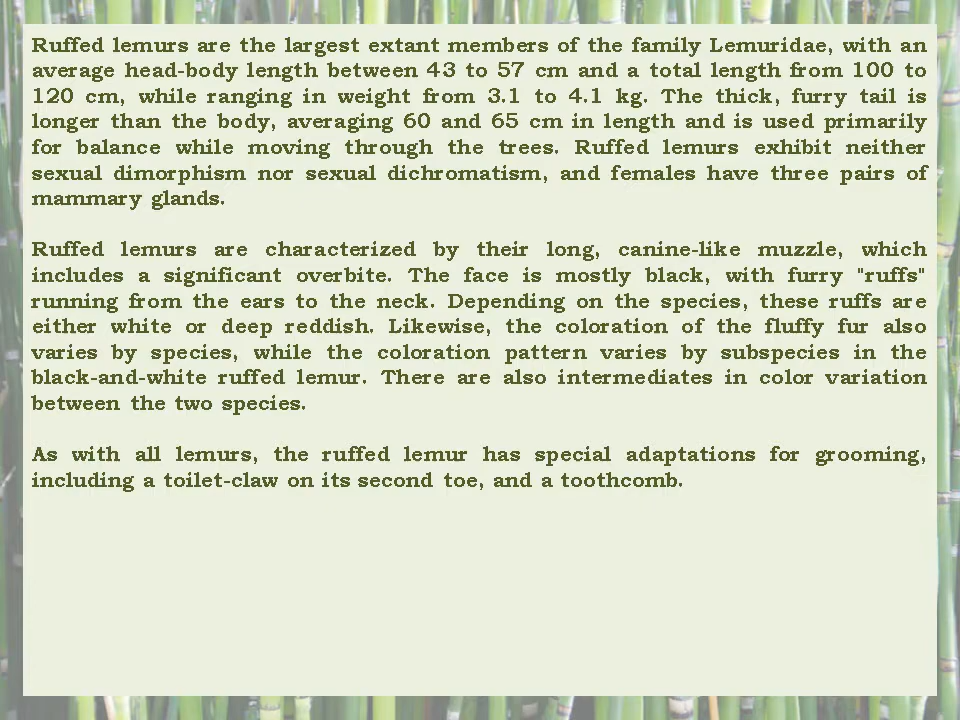 Ruffed lemurs are the largest extant members of the family Lemuridae, with an
average head-body length between 43 to 57 cm and a total length from 100 to
120 cm, while ranging in weight from 3.1 to 4.1 kg. The thick, furry tail is
longer than the body, averaging 60 and 65 cm in length and is used primarily
for balance while moving through the trees. Ruffed lemurs exhibit neither
sexual dimorphism nor sexual dichromatism, and females have three pairs of
mammary glands.
Ruffed lemurs are characterized by their long, canine-like muzzle, which
includes a significant overbite. The face is mostly black, with furry "ruffs"
running from the ears to the neck. Depending on the species, these ruffs are
either white or deep reddish. Likewise, the coloration of the fluffy fur also
varies by species, while the coloration pattern varies by subspecies in the
black-and-white ruffed lemur. There are also intermediates in color variation
between the two species.
As with all lemurs, the ruffed lemur has special adaptations for grooming,
including a toilet-claw on its second toe, and a toothcomb.